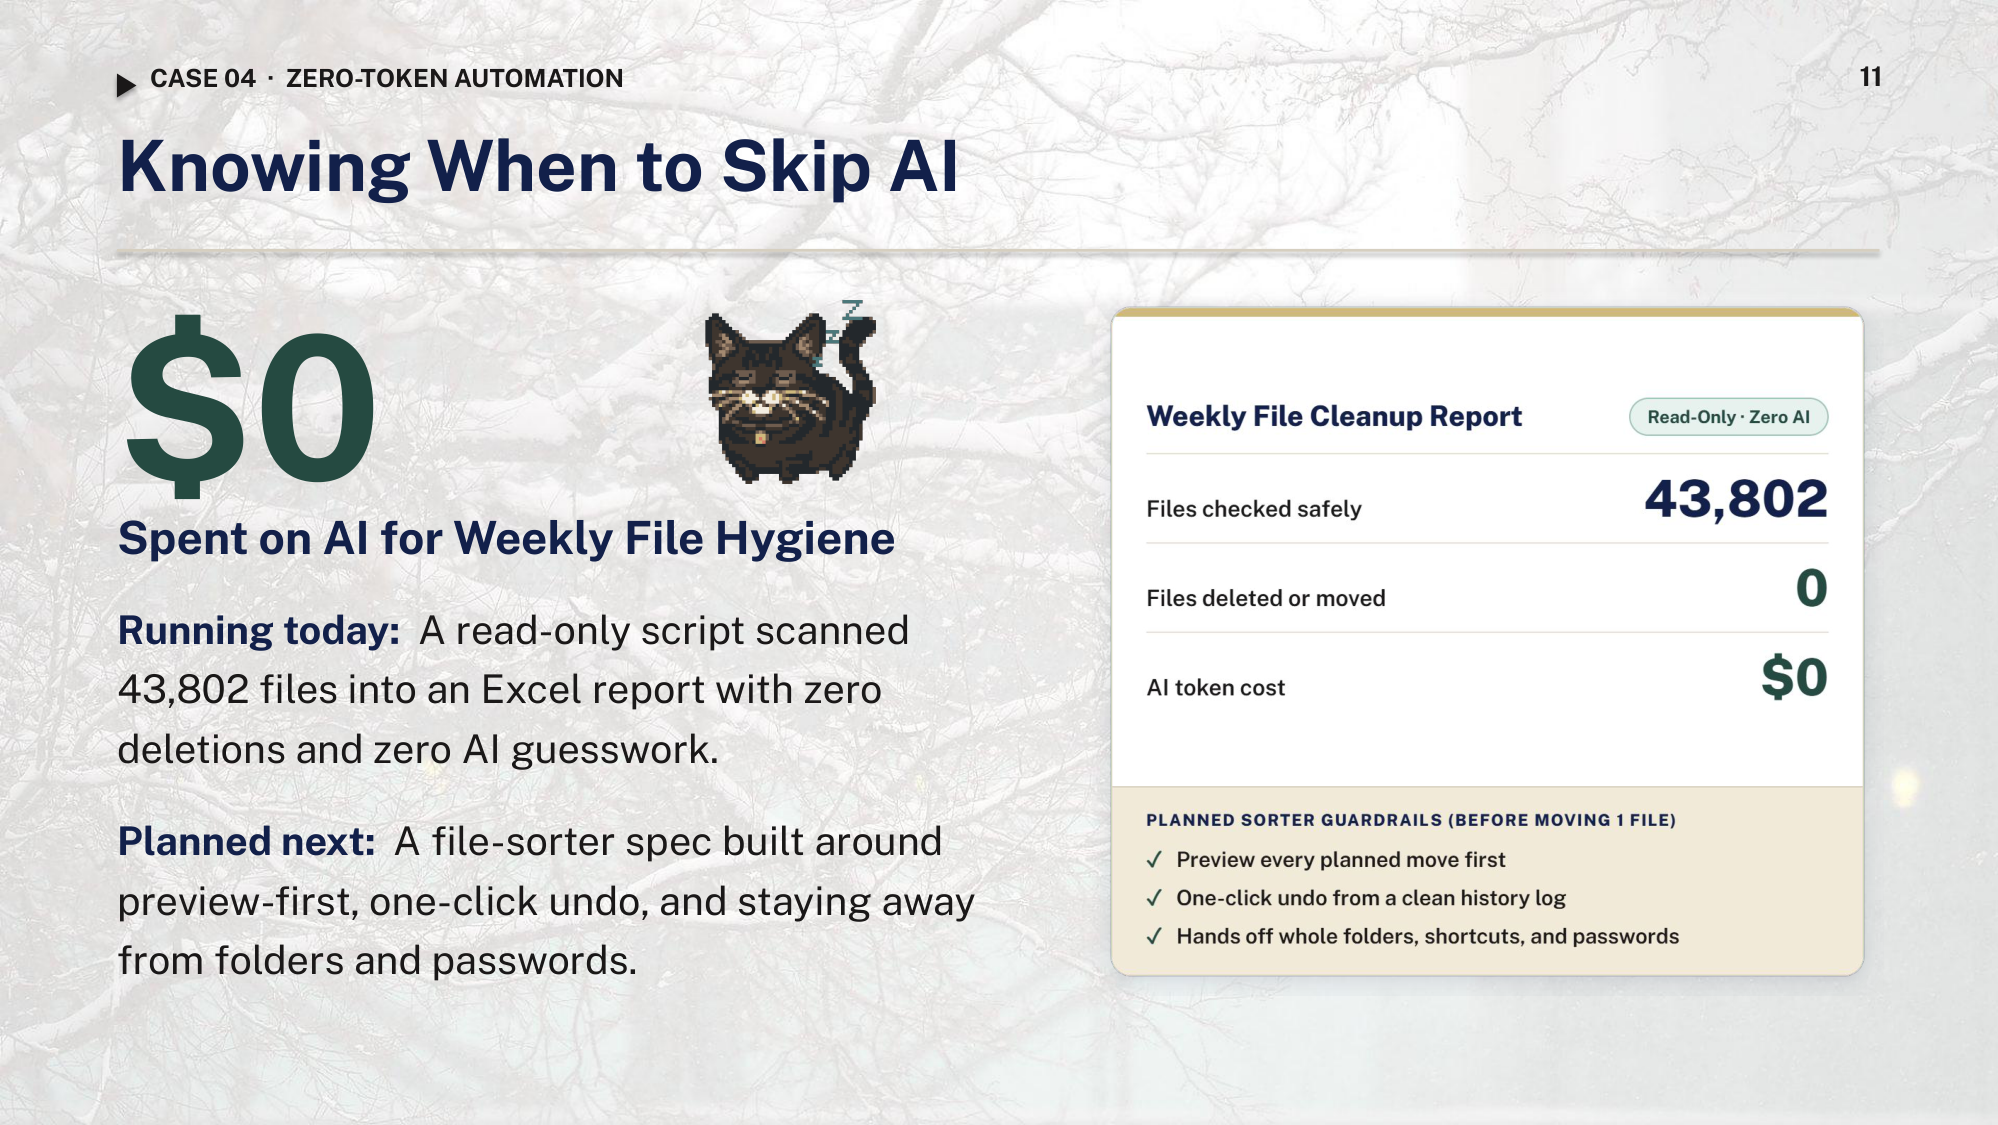 ▶ CASE 04 · ZERO-TOKEN AUTOMATION
11
Knowing When to Skip AI
$0
Z
Z
Z
Spent on AI for Weekly File Hygiene
Running today: A read-only script scanned
43,802 files into an Excel report with zero
deletions and zero AI guesswork.
Planned next: A file-sorter spec built around
preview-first, one-click undo, and staying away
from folders and passwords.
Weekly File Cleanup Report
Read-Only · Zero AI
Files checked safely
43,802
Files deleted or moved
0
AI token cost
$0
PLANNED SORTER GUARDRAILS (BEFORE MOVING 1 FILE)
✓ Preview every planned move first
✓ One-click undo from a clean history log
✓ Hands off whole folders, shortcuts, and passwords